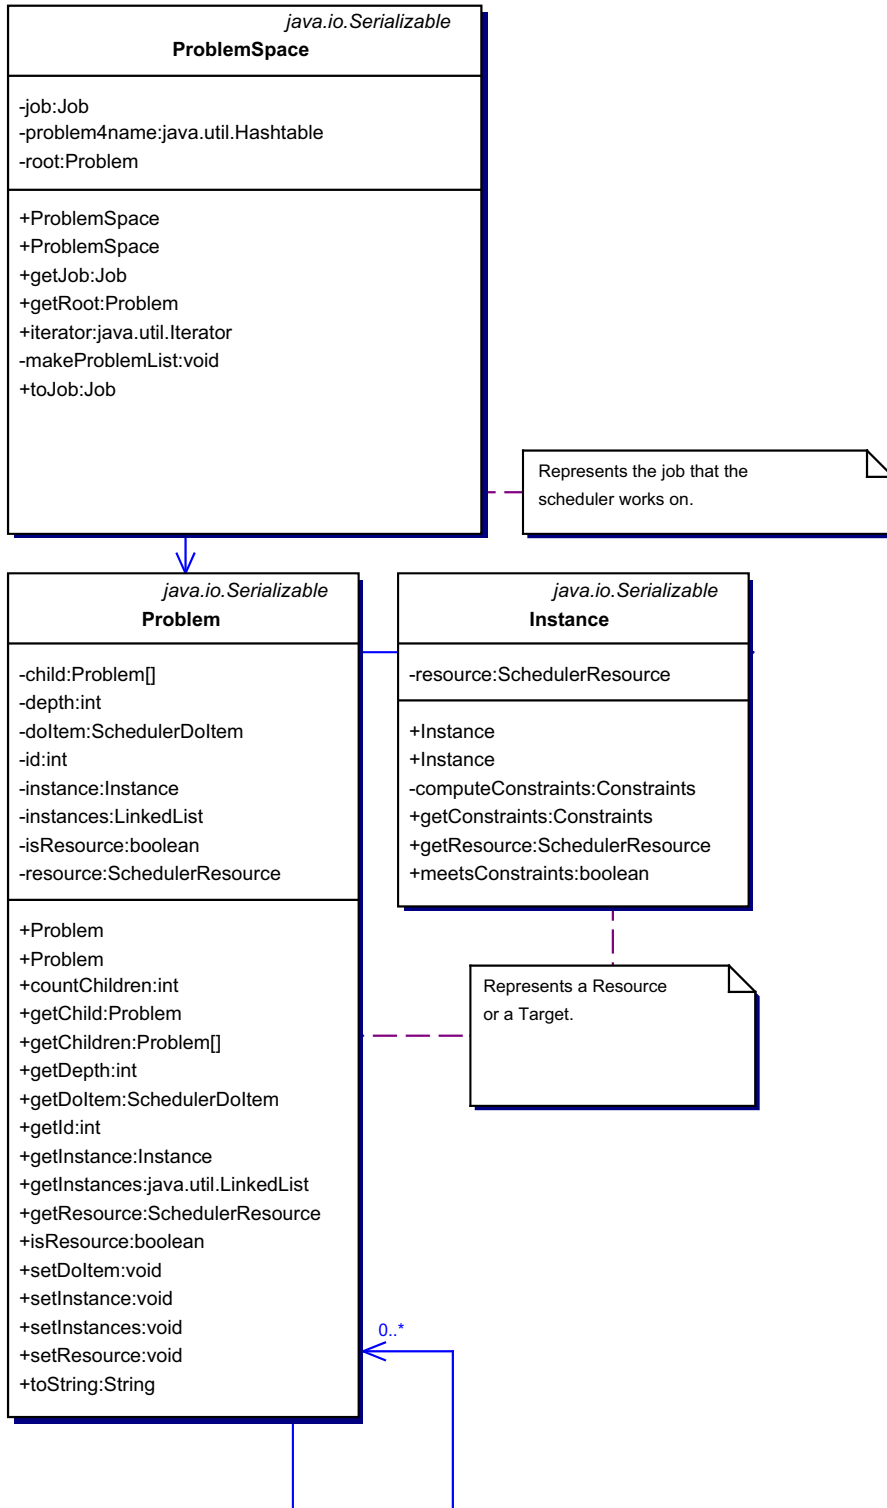 java.io.Serializable
ProblemSpace
-job:Job
-problem4name:java.util.Hashtable
-root:Problem
+ProblemSpace
+ProblemSpace
+getJob:Job
+getRoot:Problem
+iterator:java.util.Iterator
-makeProblemList:void
+toJob:Job
Represents the job that the
scheduler works on.
java.io.Serializable
Problem
-child:Problem[]
-depth:int
-doItem:SchedulerDoItem
-id:int
-instance:Instance
-instances:LinkedList
-isResource:boolean
-resource:SchedulerResource
+Problem
+Problem
+countChildren:int
+getChild:Problem
+getChildren:Problem[]
+getDepth:int
+getDoItem:SchedulerDoItem
+getId:int
+getInstance:Instance
+getInstances:java.util.LinkedList
+getResource:SchedulerResource
+isResource:boolean
+setDoItem:void
+setInstance:void
+setInstances:void
+setResource:void
+toString:String
java.io.Serializable
Instance
-resource:SchedulerResource
+Instance
+Instance
-computeConstraints:Constraints
+getConstraints:Constraints
+getResource:SchedulerResource
+meetsConstraints:boolean
Represents a Resource
or a Target.
0..*